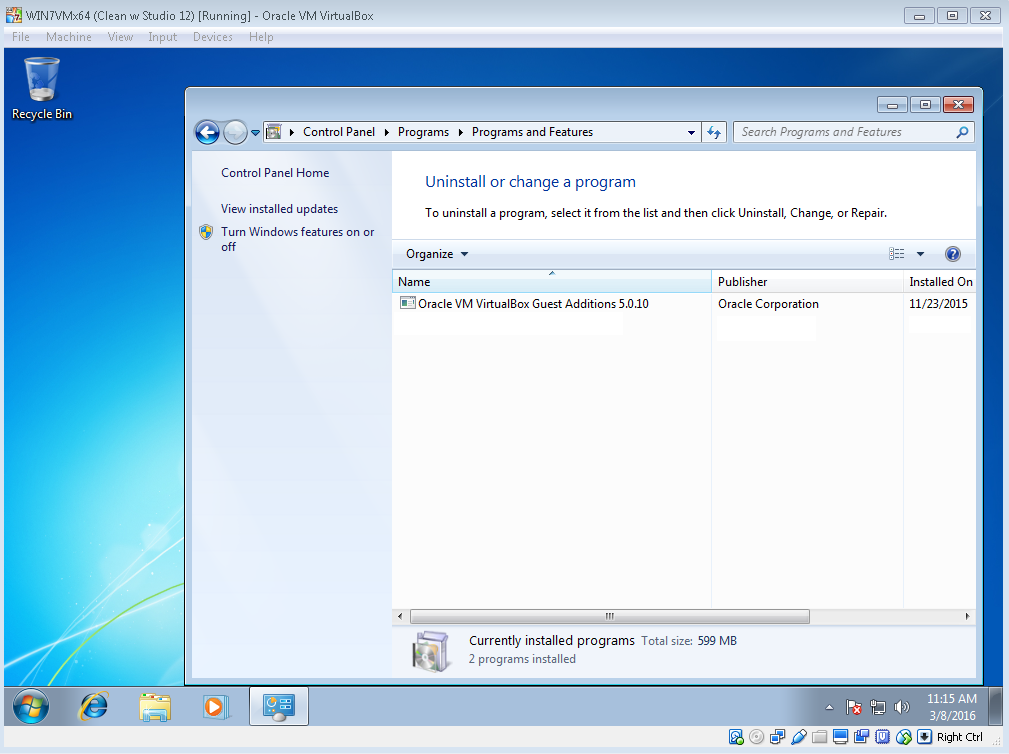 WIN7VMx64 (Clean w Studio 12) [Running] - Oracle VM VirtualBox
File Machine View Input Devices Help
Recycle Bin
Control Panel Programs Programs and Features
Search Programs and Features
Control Panel Home
View installed updates
Turn Windows features on or
off
Uninstall or change a program
To uninstall a program, select it from the list and then click Uninstall, Change, or Repair.
Organize
Name Publisher Installed On
Oracle VM VirtualBox Guest Additions 5.0.10 Oracle Corporation 11/23/2015
Currently installed programs Total size: 599 MB
2 programs installed
11:15 AM
3/8/2016
Right Ctrl